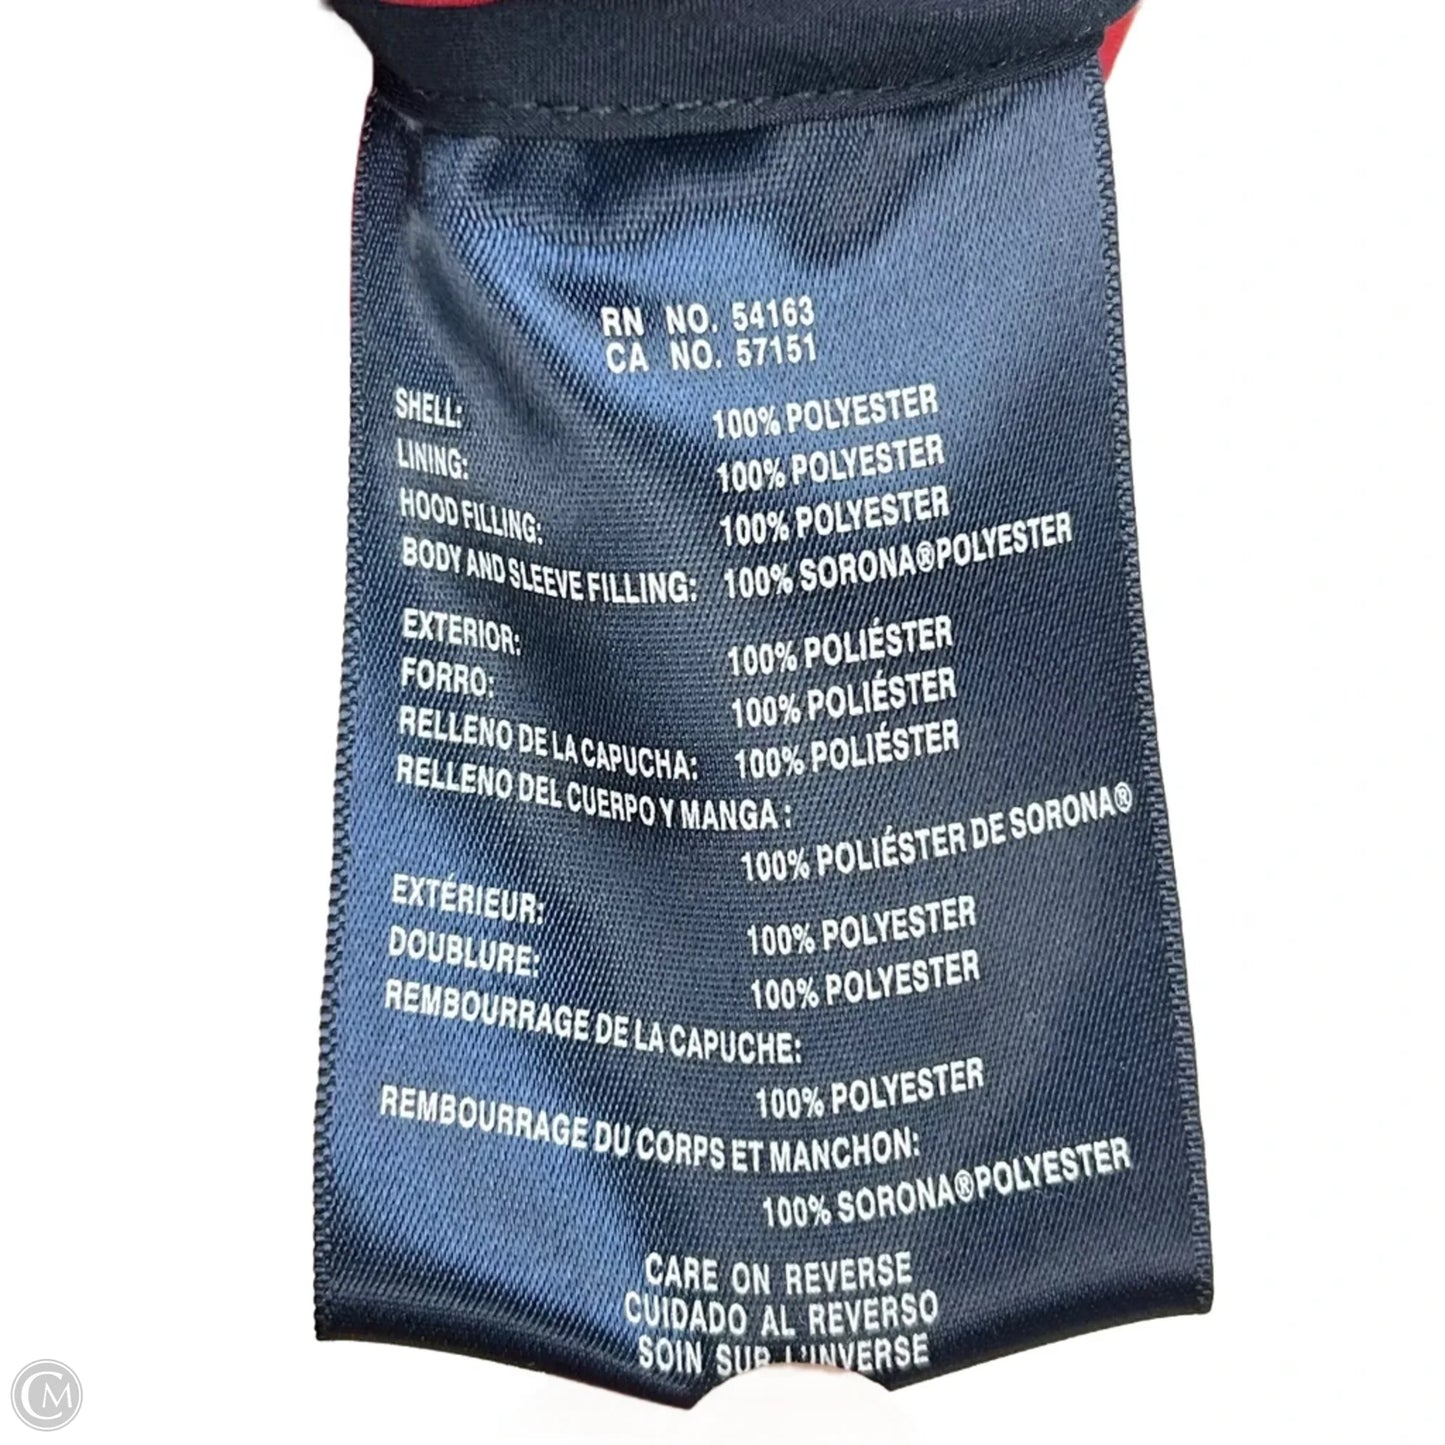 RN NO. 54163
CA NO. 57151
SHELL: 100% POLYESTER
LINING: 100% POLYESTER
HOOD FILLING: 100% POLYESTER
BODY AND SLEEVE FILLING: 100% SORONA®POLYESTER
EXTERIOR: 100% POLIÉSTER
FORRO: 100% POLIÉSTER
RELLENO DE LA CAPUCHA: 100% POLIÉSTER
RELLENO DEL CUERPO Y MANGA :
100% POLIÉSTER DE SORONA®
EXTÉRIEUR: 100% POLYESTER
DOUBLURE: 100% POLYESTER
REMBOURRAGE DE LA CAPUCHE:
100% POLYESTER
REMBOURRAGE DU CORPS ET MANCHON:
100% SORONA®POLYESTER
CARE ON REVERSE
CUIDADO AL REVERSO
SOIN SUR L'INVERSE
CM